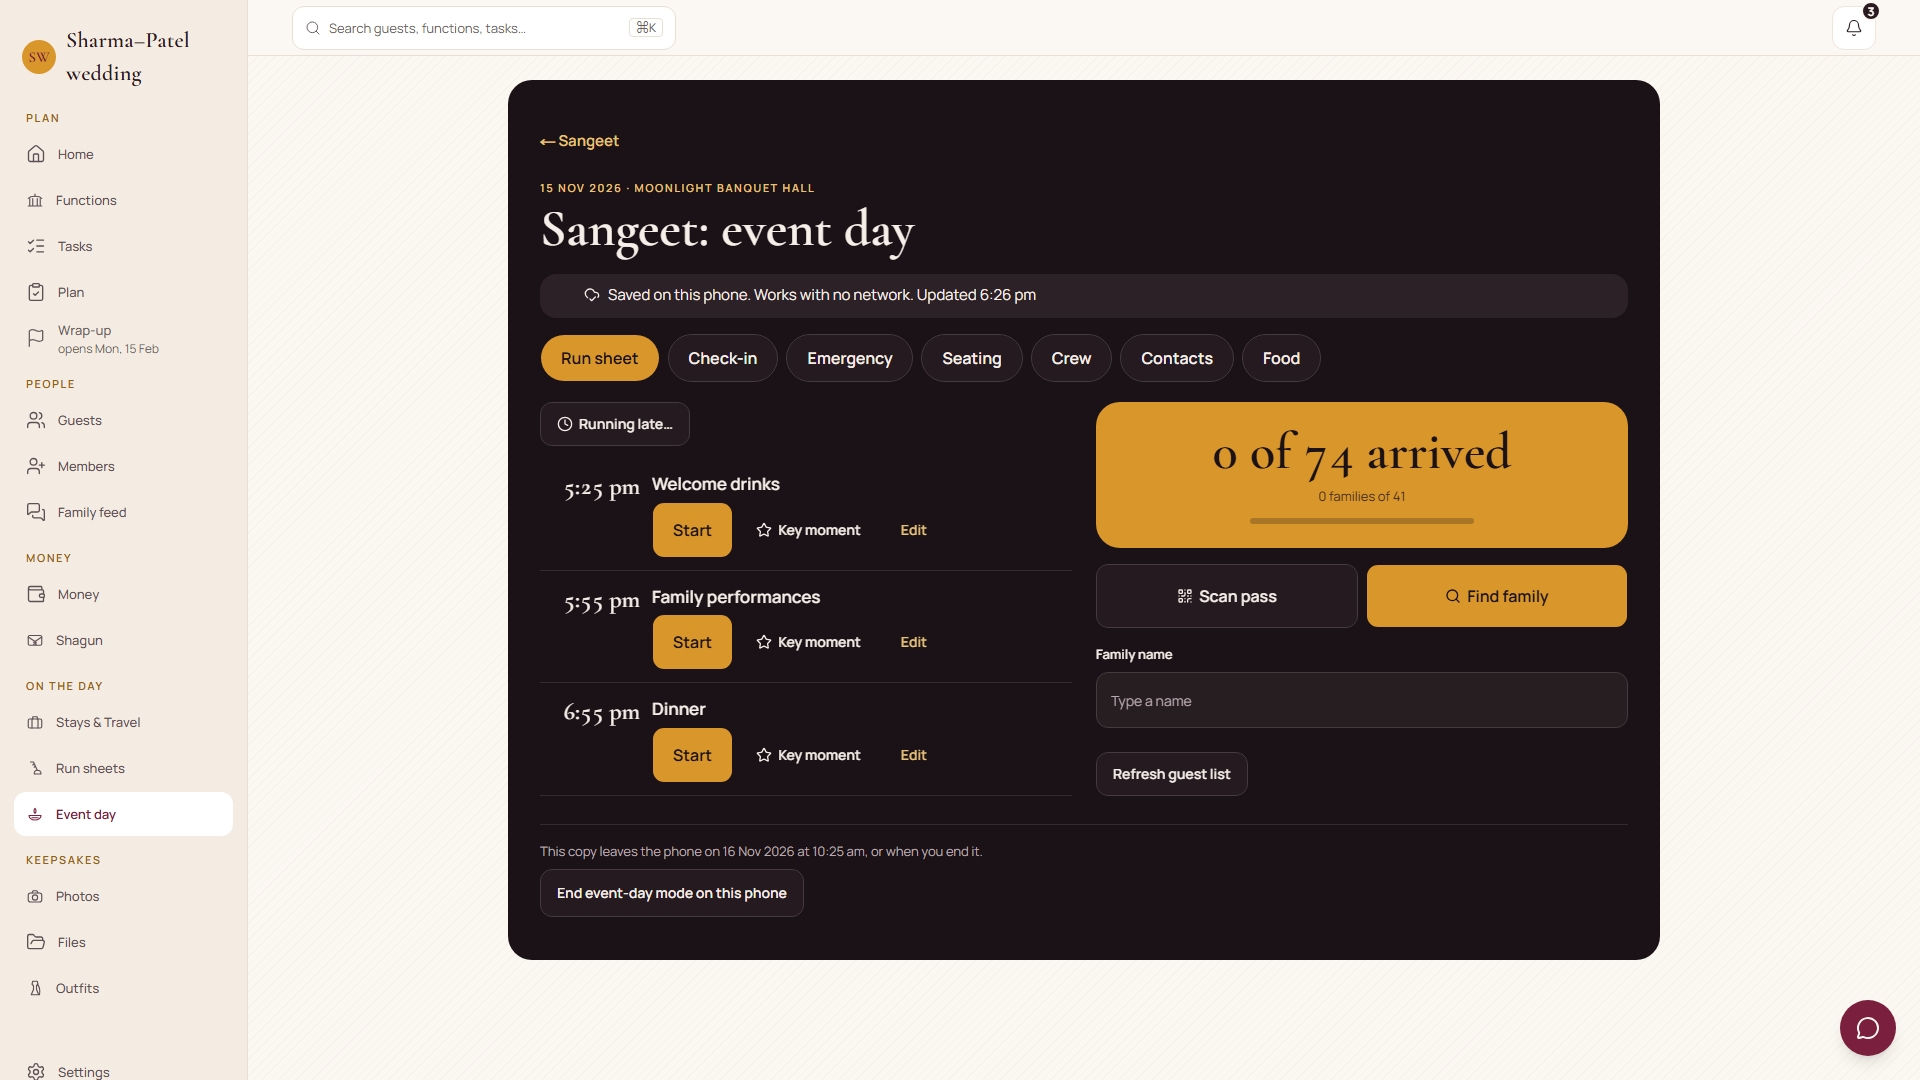 SW
Sharma–Patel
wedding
PLAN
Home
Functions
Tasks
Plan
Wrap-up
opens Mon, 15 Feb
PEOPLE
Guests
Members
Family feed
MONEY
Money
Shagun
ON THE DAY
Stays & Travel
Run sheets
Event day
KEEPSAKES
Photos
Files
Outfits
Settings
Search guests, functions, tasks…
⌘K
3
← Sangeet
15 NOV 2026 · MOONLIGHT BANQUET HALL
Sangeet: event day
Saved on this phone. Works with no network. Updated 6:26 pm
Run sheet Check-in Emergency Seating Crew Contacts Food
Running late…
5:25 pm Welcome drinks
Start Key moment Edit
5:55 pm Family performances
Start Key moment Edit
6:55 pm Dinner
Start Key moment Edit
0 of 74 arrived
0 families of 41
Scan pass Find family
Family name
Type a name
Refresh guest list
This copy leaves the phone on 16 Nov 2026 at 10:25 am, or when you end it.
End event-day mode on this phone